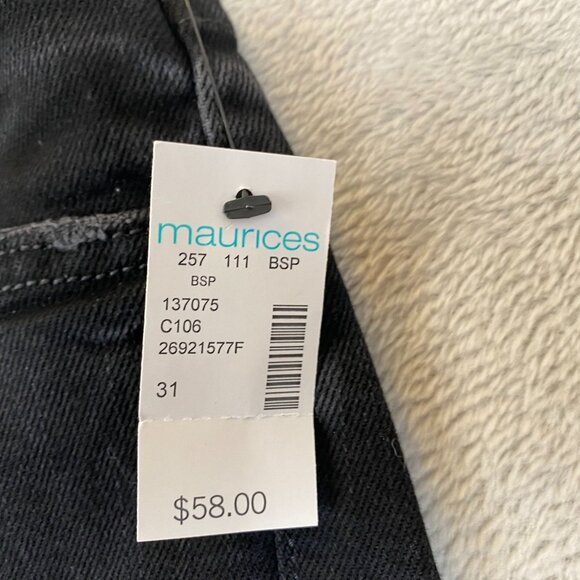 maurices
257 111 BSP
BSP
137075
C106
26921577F
31
$58.00